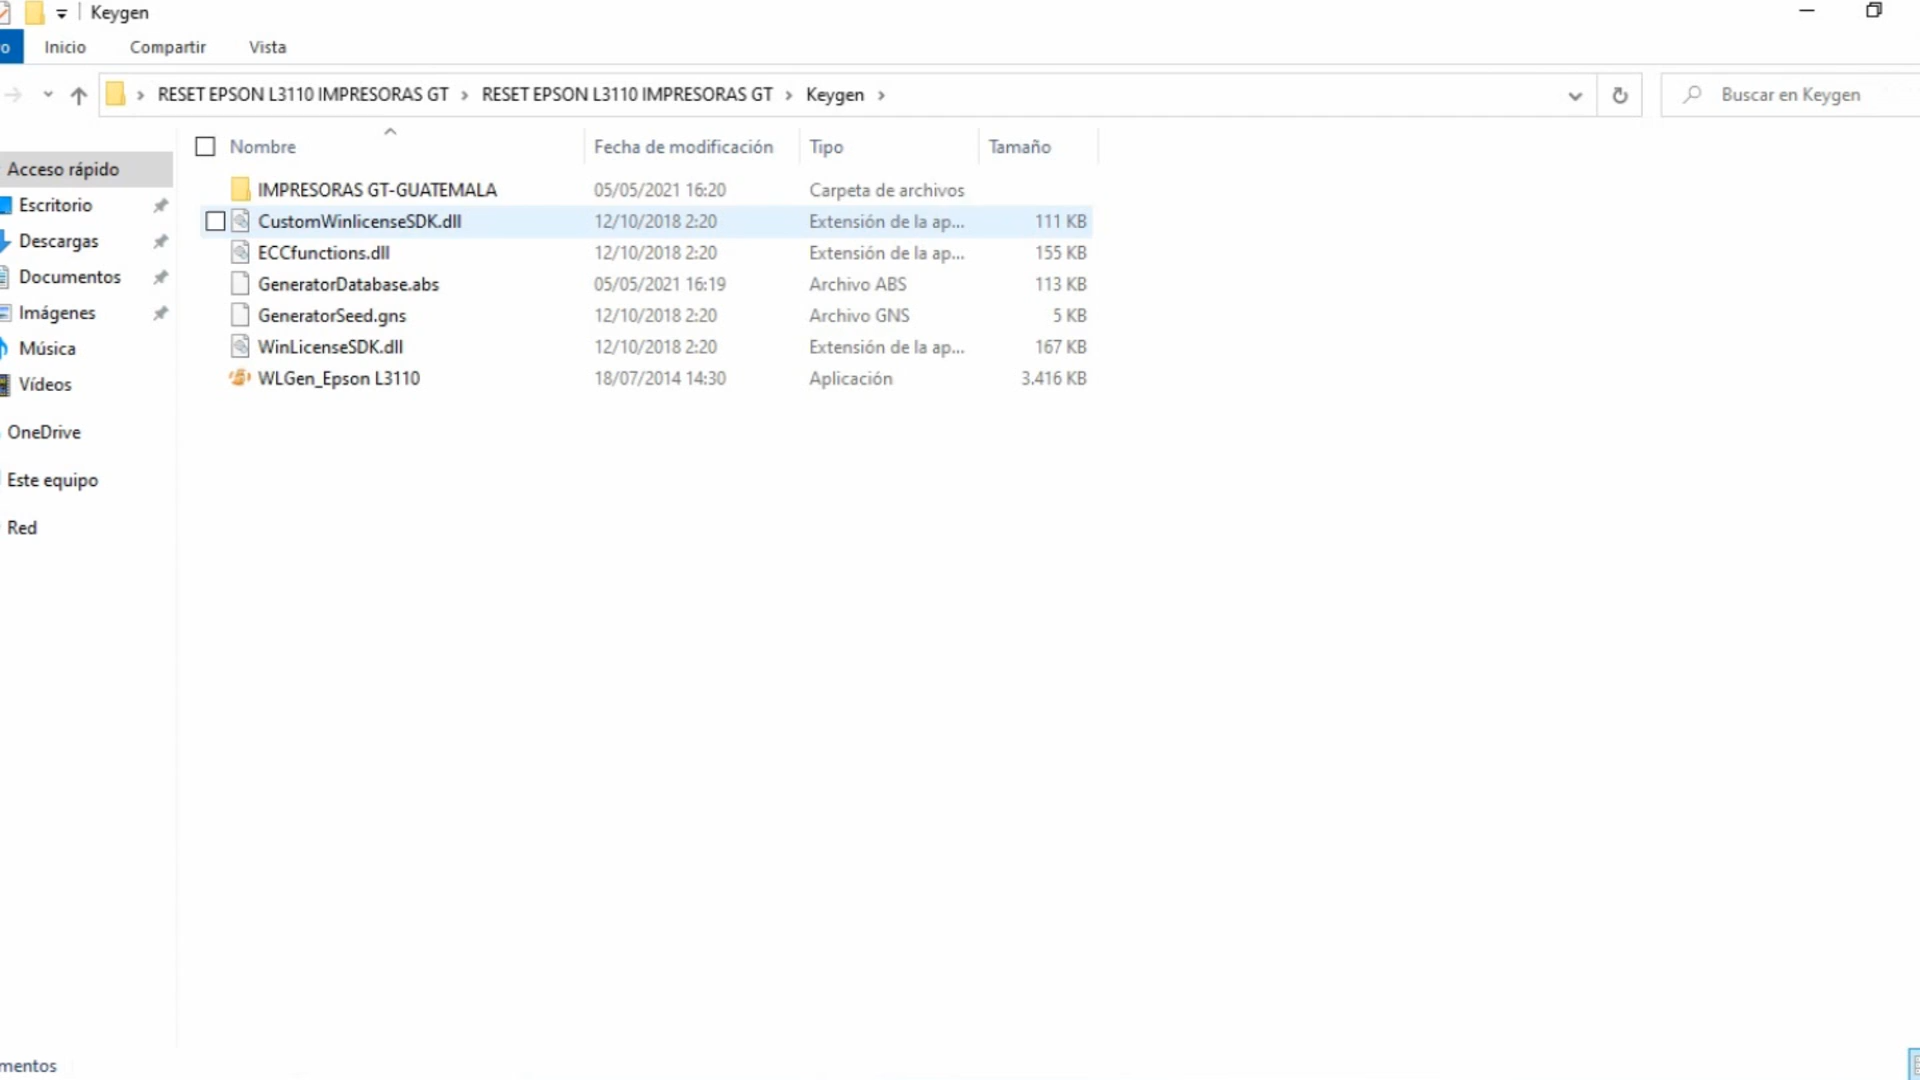 Keygen
o Inicio Compartir Vista
RESET EPSON L3110 IMPRESORAS GT › RESET EPSON L3110 IMPRESORAS GT › Keygen ›
Buscar en Keygen
Nombre Fecha de modificación Tipo Tamaño
Acceso rápido
Escritorio
Descargas
Documentos
Imágenes
Música
Vídeos
OneDrive
Este equipo
Red
IMPRESORAS GT-GUATEMALA 05/05/2021 16:20 Carpeta de archivos
CustomWinlicenseSDK.dll 12/10/2018 2:20 Extensión de la ap... 111 KB
ECCfunctions.dll 12/10/2018 2:20 Extensión de la ap... 155 KB
GeneratorDatabase.abs 05/05/2021 16:19 Archivo ABS 113 KB
GeneratorSeed.gns 12/10/2018 2:20 Archivo GNS 5 KB
WinLicenseSDK.dll 12/10/2018 2:20 Extensión de la ap... 167 KB
WLGen_Epson L3110 18/07/2014 14:30 Aplicación 3.416 KB
mentos